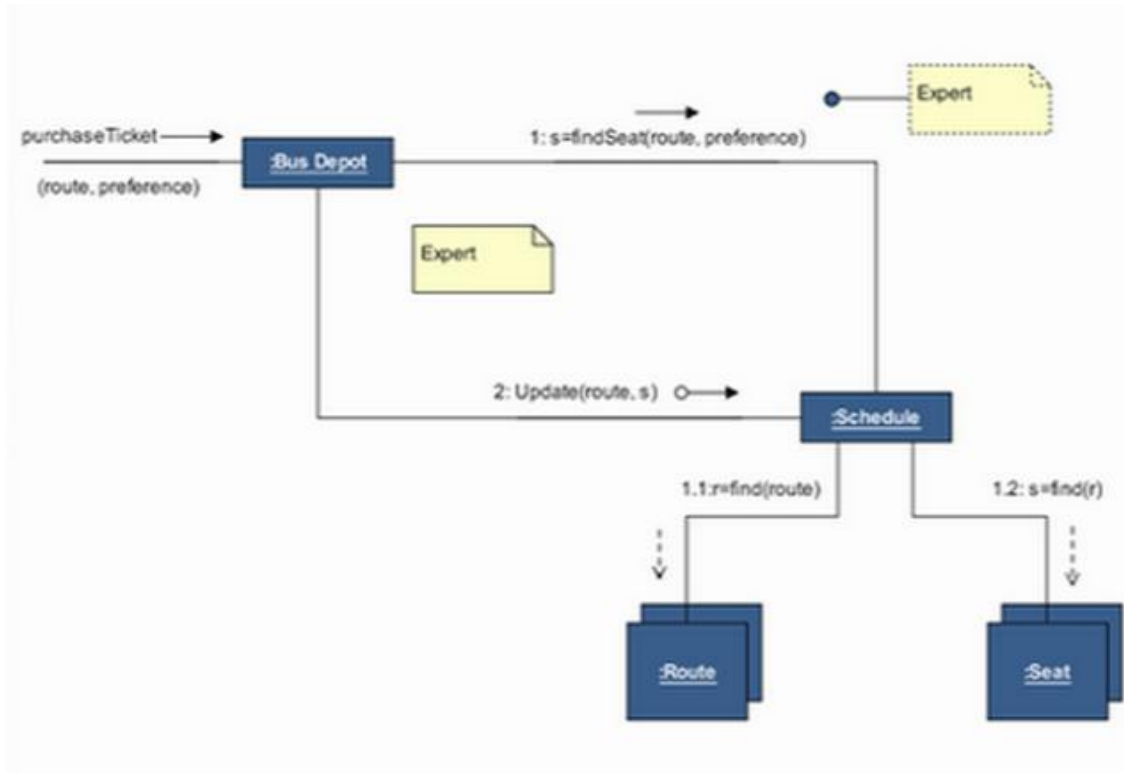 Expert
purchaseTicket
1: s=findSeat(route, preference)
:Bus Depot
(route, preference)
Expert
2: Update(route, s)
:Schedule
1.1:r=find(route)
1.2: s=find(r)
:Route
:Seat